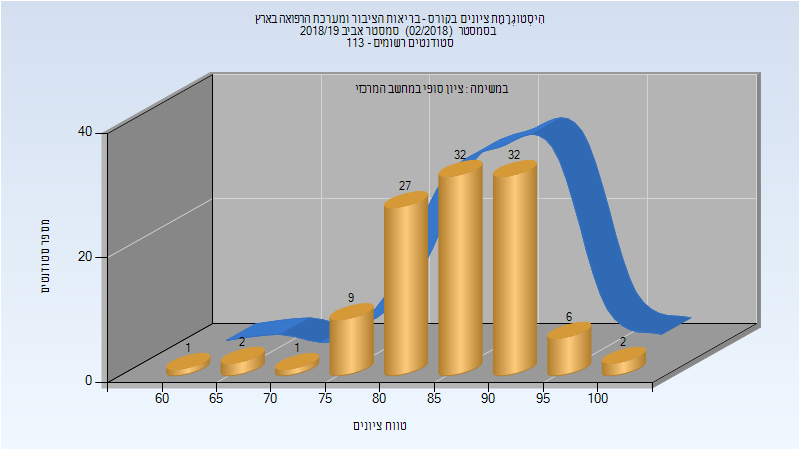 היסטוגרמת ציונים בקורס - בריאות הציבור ומערכת הרפואה בארץ
בסמסטר (02/2018) סמסטר אביב 2018/19
סטודנטים רשומים - 113
במשימה : ציון סופי במחשב המרכזי
מספר סטודנטים
40
20
0
1
2
1
9
27
32
32
6
2
60 65 70 75 80 85 90 95 100
טווח ציונים